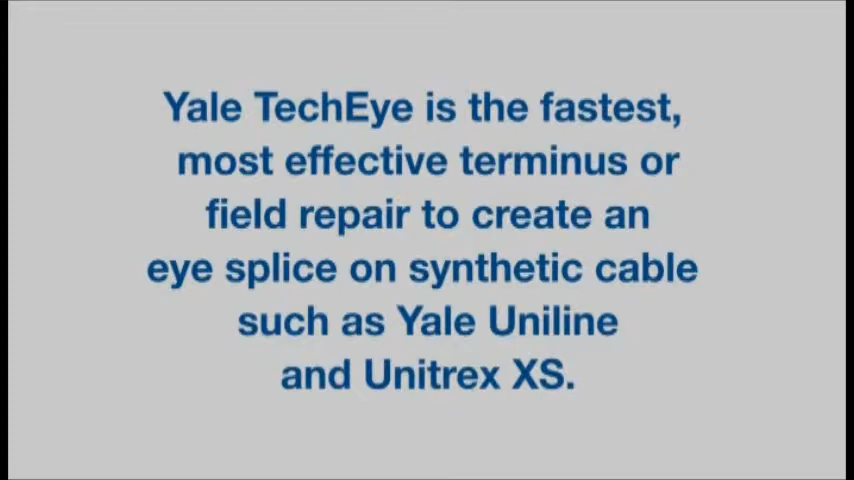 Yale TechEye is the fastest,
most effective terminus or
field repair to create an
eye splice on synthetic cable
such as Yale Uniline
and Unitrex XS.